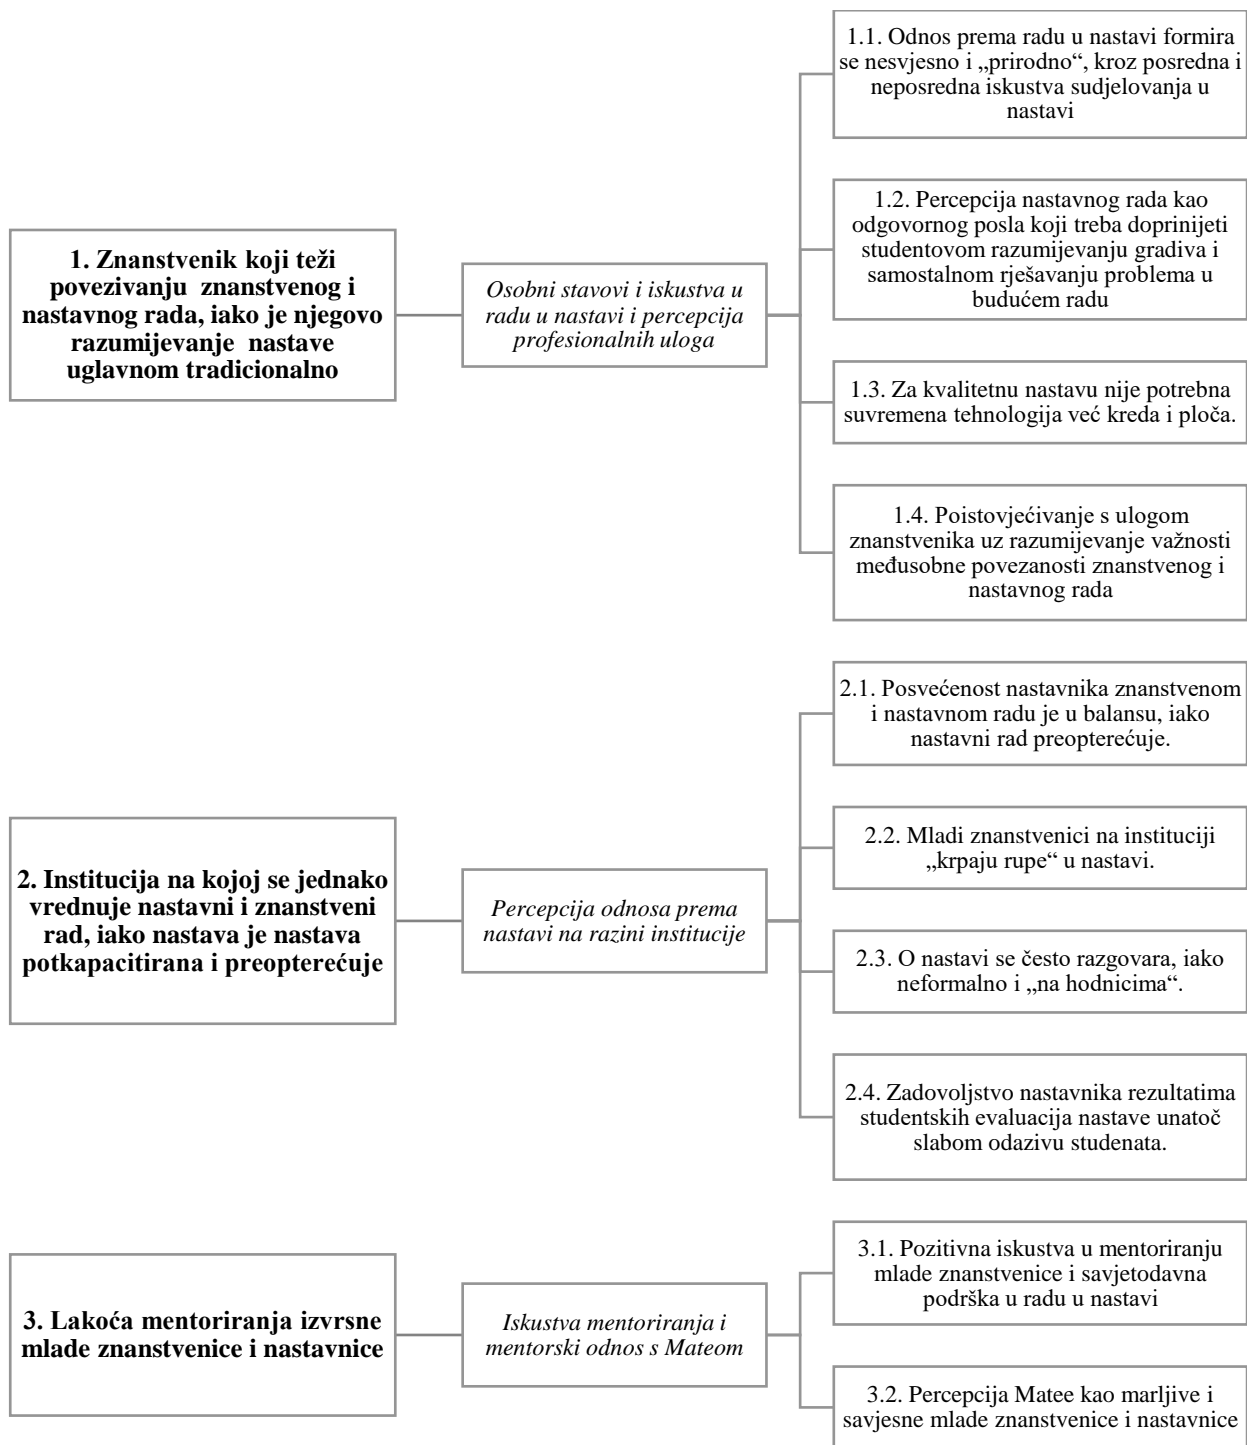 1. Znanstvenik koji teži
povezivanju znanstvenog i
nastavnog rada, iako je njegovo
razumijevanje nastave
uglavnom tradicionalno
Osobni stavovi i iskustva u
radu u nastavi i percepcija
profesionalnih uloga
1.1. Odnos prema radu u nastavi formira
se nesvjesno i „prirodno“, kroz posredna i
neposredna iskustva sudjelovanja u
nastavi
1.2. Percepcija nastavnog rada kao
odgovornog posla koji treba doprinijeti
studentovom razumijevanju gradiva i
samostalnom rješavanju problema u
budućem radu
1.3. Za kvalitetnu nastavu nije potrebna
suvremena tehnologija već kreda i ploča.
1.4. Poistovjećivanje s ulogom
znanstvenika uz razumijevanje važnosti
međusobne povezanosti znanstvenog i
nastavnog rada
2. Institucija na kojoj se jednako
vrednuje nastavni i znanstveni
rad, iako nastava je nastava
potkapacitirana i preopterećuje
Percepcija odnosa prema
nastavi na razini institucije
2.1. Posvećenost nastavnika znanstvenom
i nastavnom radu je u balansu, iako
nastavni rad preopterećuje.
2.2. Mladi znanstvenici na instituciji
„krpaju rupe“ u nastavi.
2.3. O nastavi se često razgovara, iako
neformalno i „na hodnicima“.
2.4. Zadovoljstvo nastavnika rezultatima
studentskih evaluacija nastave unatoč
slabom odazivu studenata.
3. Lakoća mentoriranja izvrsne
mlade znanstvenice i nastavnice
Iskustva mentoriranja i
mentorski odnos s Mateom
3.1. Pozitivna iskustva u mentoriranju
mlade znanstvenice i savjetodavna
podrška u radu u nastavi
3.2. Percepcija Matee kao marljive i
savjesne mlade znanstvenice i nastavnice